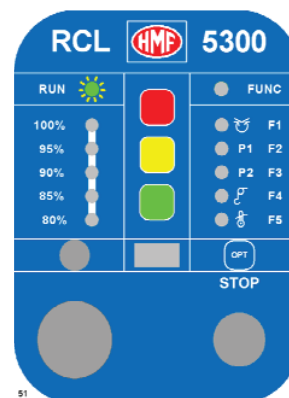 RCL HMF 5300
RUN FUNC
100% F1
95% P1 F2
90% P2 F3
85% F4
80% F5
OPT
STOP
51